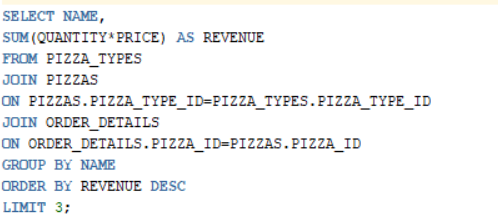 SELECT NAME,
SUM(QUANTITY*PRICE) AS REVENUE
FROM PIZZA_TYPES
JOIN PIZZAS
ON PIZZAS.PIZZA_TYPE_ID=PIZZA_TYPES.PIZZA_TYPE_ID
JOIN ORDER_DETAILS
ON ORDER_DETAILS.PIZZA_ID=PIZZAS.PIZZA_ID
GROUP BY NAME
ORDER BY REVENUE DESC
LIMIT 3;